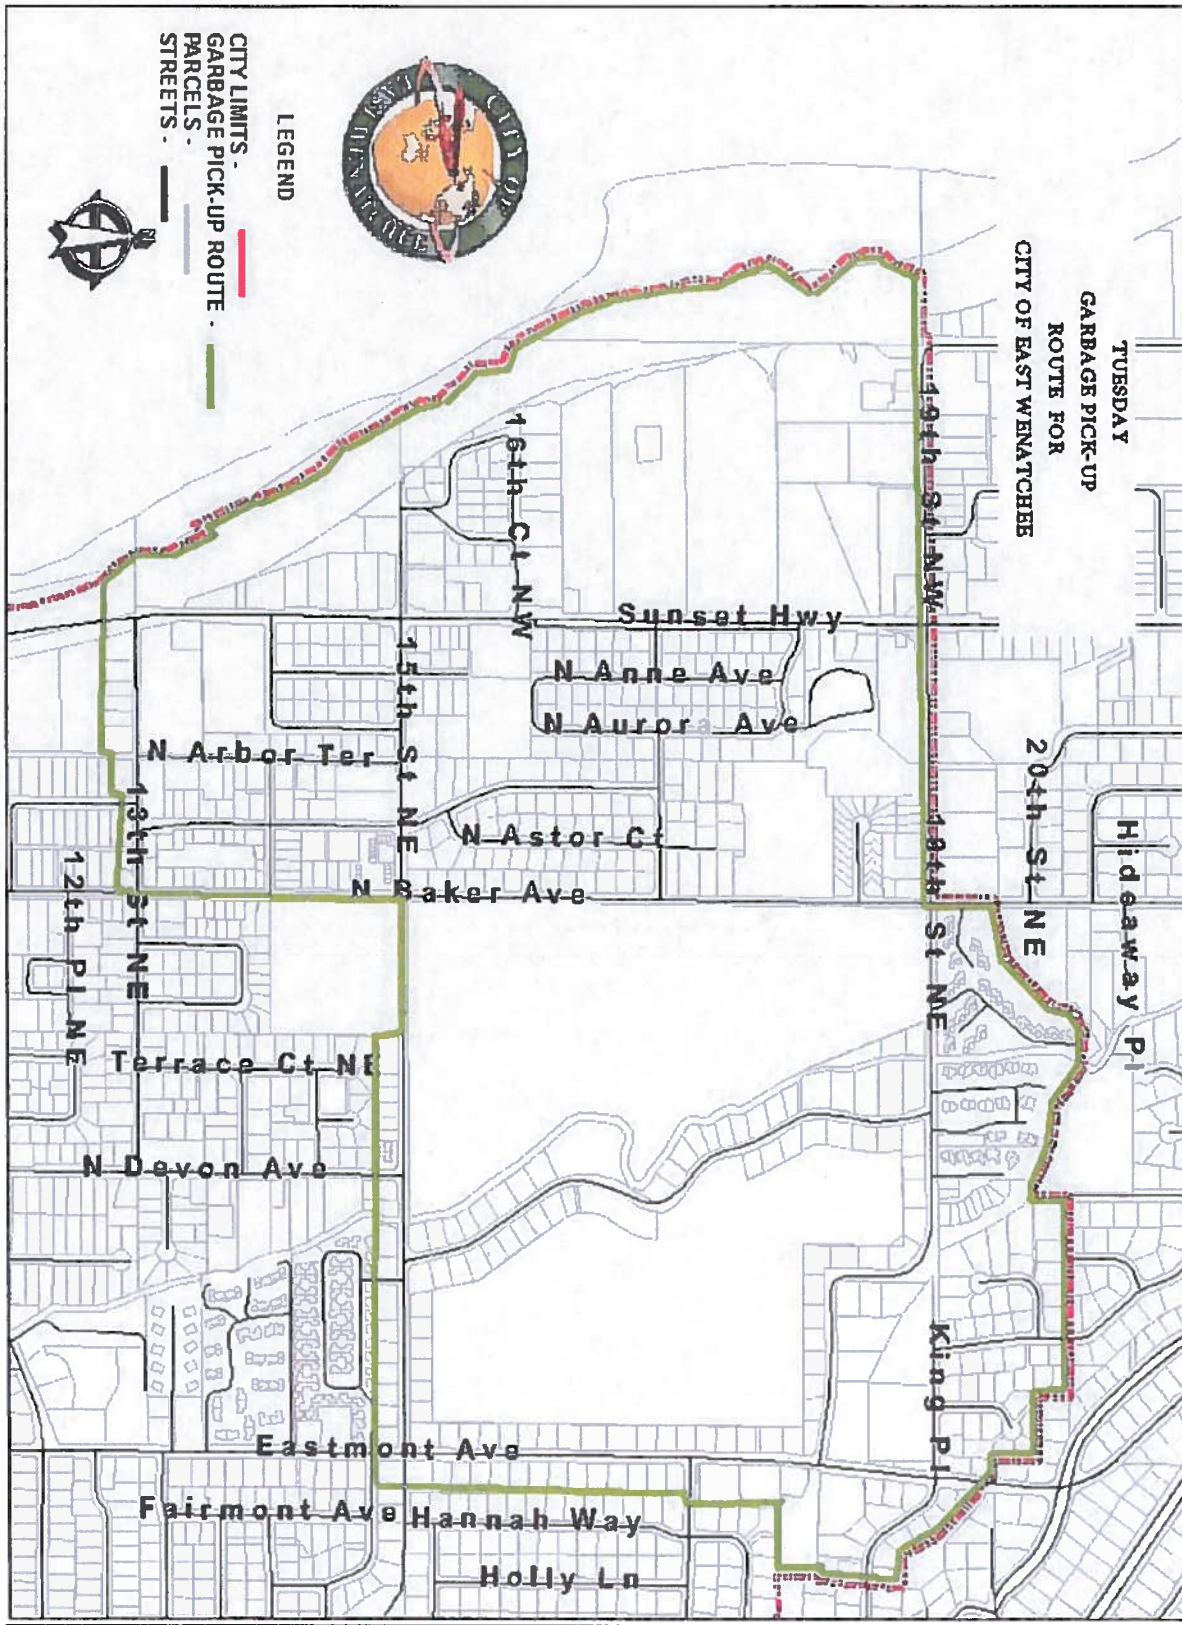 TUESDAY
GARBAGE PICK-UP
ROUTE FOR
CITY OF EAST WENATCHEE
CITY OF
LEGEND
CITY LIMITS -
GARBAGE PICK-UP ROUTE -
PARCELS -
STREETS -
19th St NW
16th Ct NW
Sunset Hwy
N Anne Ave
N Aurora Ave
15th St NE
N Arbor Ter
N Astor Ct
N Baker Ave
13th St NE
12th Pl NE
20th St NE
Hideaway Pl
19th St NE
Terrace Ct NE
N Devon Ave
King Pl
Eastmont Ave
Fairmont Ave
Hannah Way
Holly Ln